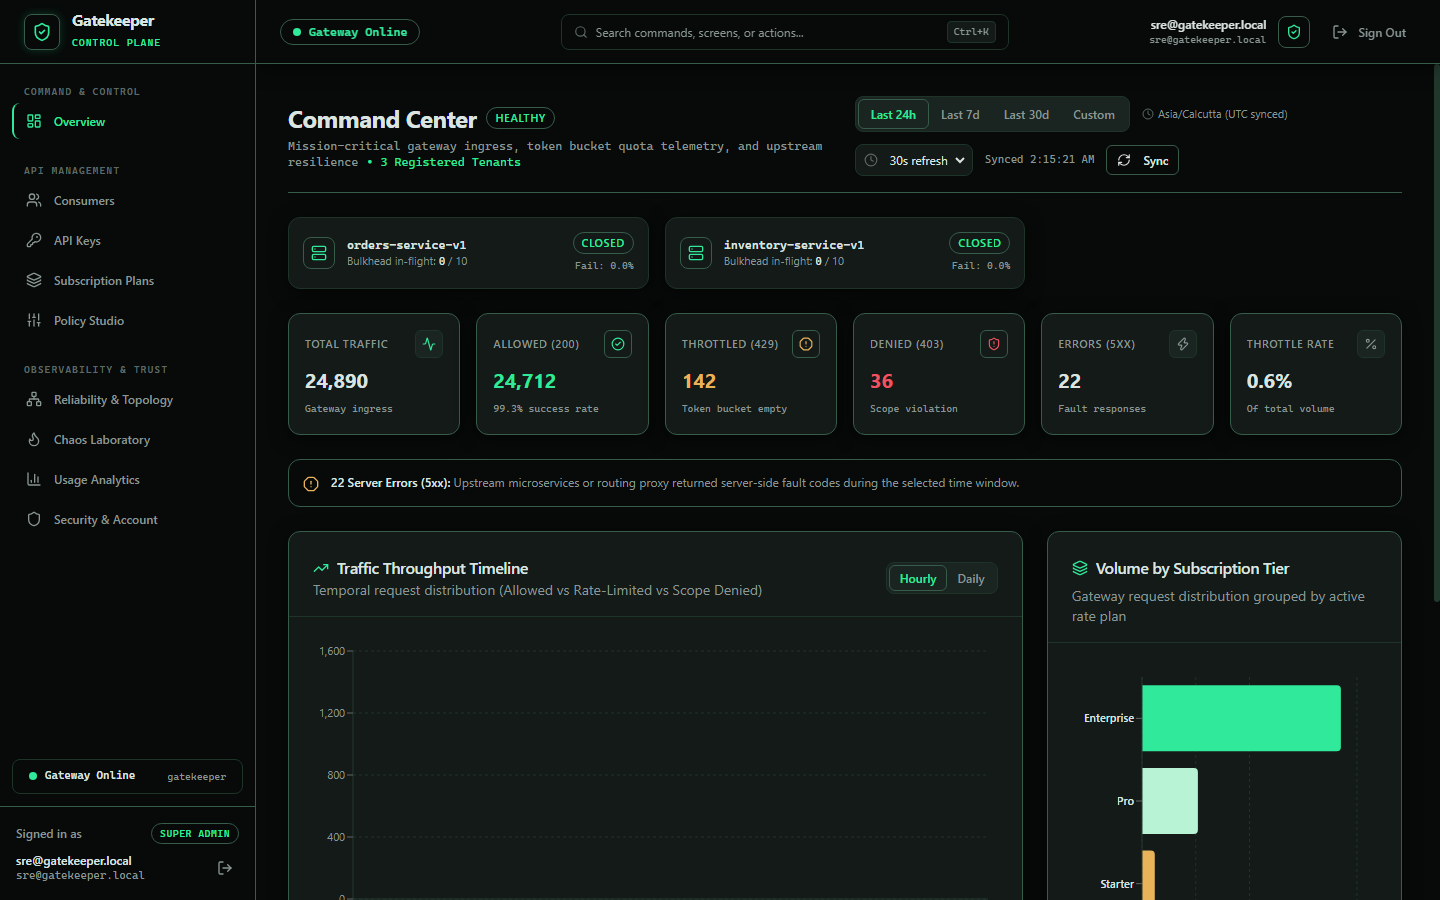 Gatekeeper
CONTROL PLANE
Gateway Online
Search commands, screens, or actions...
Ctrl+K
sre@gatekeeper.local
sre@gatekeeper.local
Sign Out
COMMAND & CONTROL
Overview
API MANAGEMENT
Consumers
API Keys
Subscription Plans
Policy Studio
OBSERVABILITY & TRUST
Reliability & Topology
Chaos Laboratory
Usage Analytics
Security & Account
Gateway Online
gatekeeper
Signed in as
SUPER ADMIN
sre@gatekeeper.local
sre@gatekeeper.local
Command Center
HEALTHY
Mission-critical gateway ingress, token bucket quota telemetry, and upstream
resilience • 3 Registered Tenants
Last 24h
Last 7d
Last 30d
Custom
Asia/Calcutta (UTC synced)
30s refresh
Synced 2:15:21 AM
Sync
orders-service-v1
Bulkhead in-flight: 0 / 10
CLOSED
Fail: 0.0%
inventory-service-v1
Bulkhead in-flight: 0 / 10
CLOSED
Fail: 0.0%
TOTAL TRAFFIC
24,890
Gateway ingress
ALLOWED (200)
24,712
99.3% success rate
THROTTLED (429)
142
Token bucket empty
DENIED (403)
36
Scope violation
ERRORS (5XX)
22
Fault responses
THROTTLE RATE
0.6%
Of total volume
22 Server Errors (5xx): Upstream microservices or routing proxy returned server-side fault codes during the selected time window.
Traffic Throughput Timeline
Temporal request distribution (Allowed vs Rate-Limited vs Scope Denied)
Hourly
Daily
1,600
1,200
800
400
0
Volume by Subscription Tier
Gateway request distribution grouped by active
rate plan
Enterprise
Pro
Starter